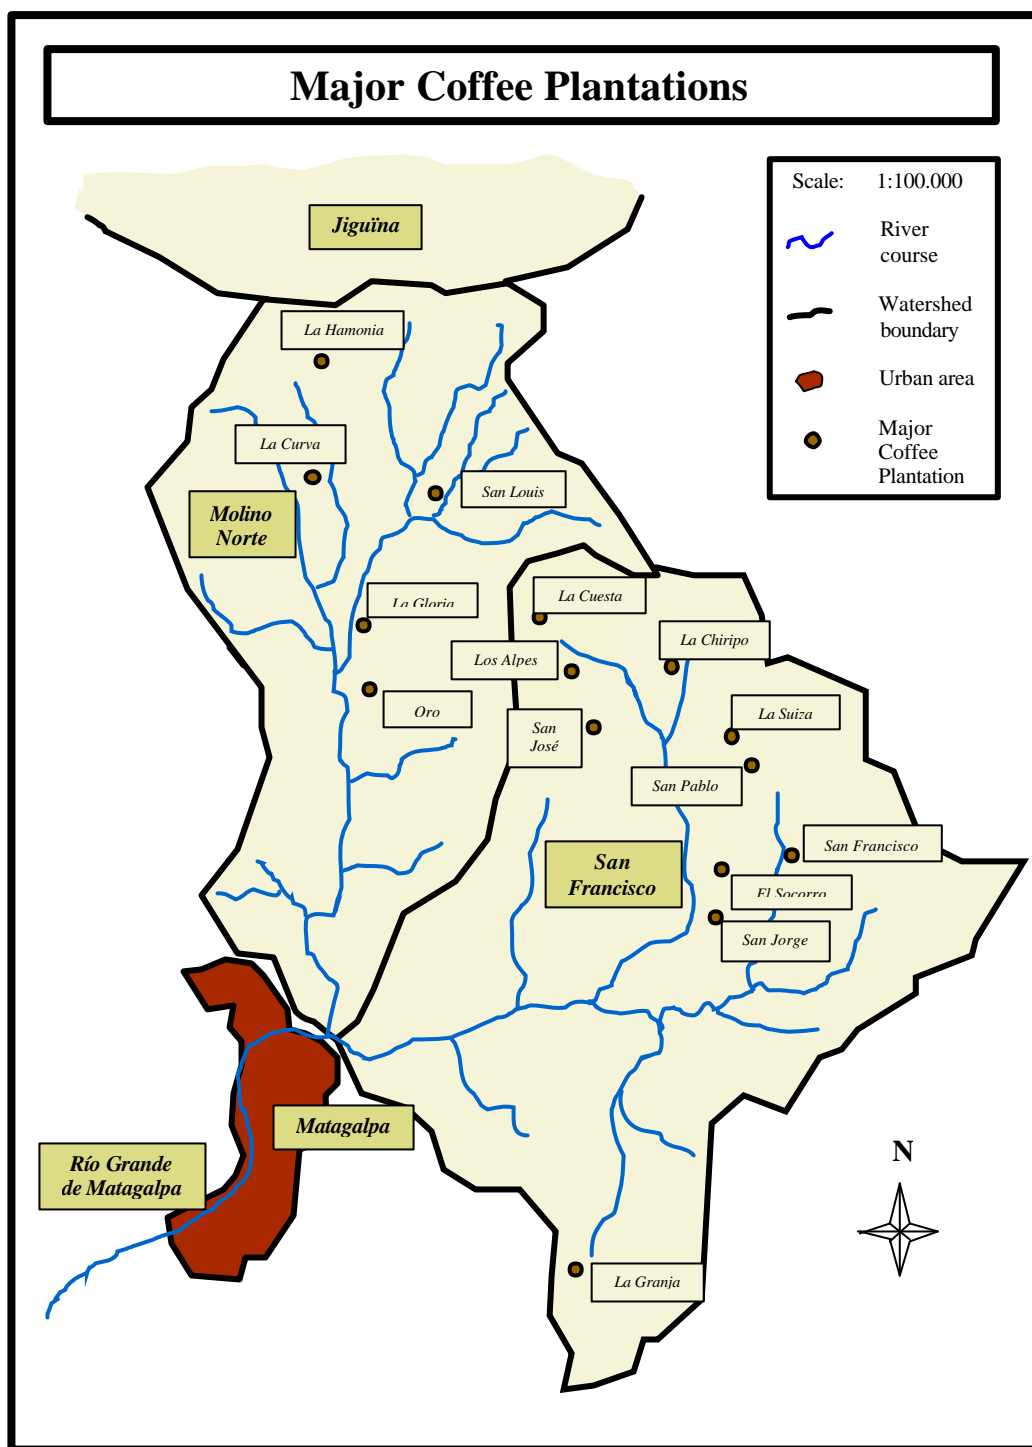 Major Coffee Plantations
Scale: 1:100.000
River
course
Watershed
boundary
Urban area
Major
Coffee
Plantation
Jiguïna
La Hamonia
La Curva
San Louis
Molino
Norte
La Gloria
La Cuesta
La Chiripo
Los Alpes
Oro
San
José
La Suiza
San Pablo
San Francisco
San
Francisco
El Socorro
San Jorge
Matagalpa
Río Grande
de Matagalpa
N
La Granja